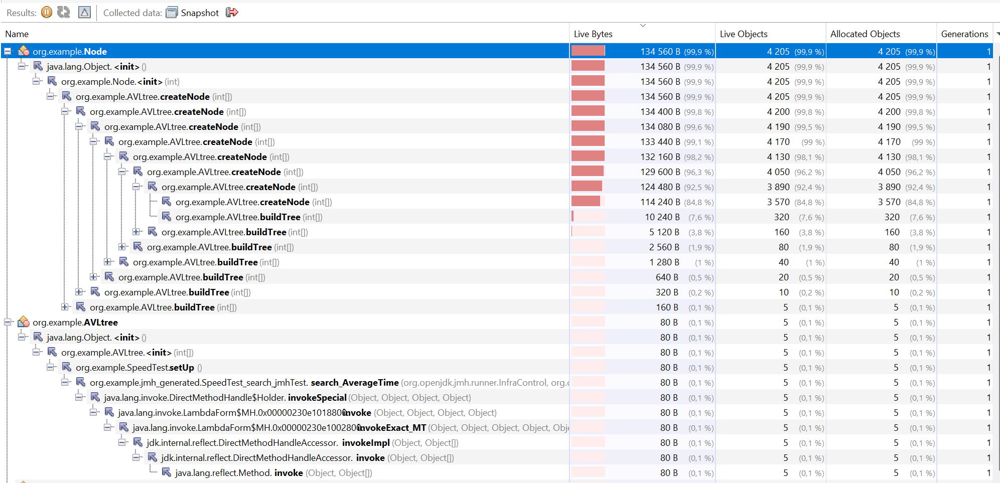 Results: Collected data: Snapshot
Name Live Bytes Live Objects Allocated Objects Generations
org.example.Node 134 560 B (99,9 %) 4 205 (99,9 %) 4 205 (99,9 %) 1
java.lang.Object. <init> () 134 560 B (99,9 %) 4 205 (99,9 %) 4 205 (99,9 %) 1
org.example.Node.<init> (int) 134 560 B (99,9 %) 4 205 (99,9 %) 4 205 (99,9 %) 1
org.example.AVLtree.createNode (int[]) 134 560 B (99,9 %) 4 205 (99,9 %) 4 205 (99,9 %) 1
org.example.AVLtree.createNode (int[]) 134 400 B (99,8 %) 4 200 (99,8 %) 4 200 (99,8 %) 1
org.example.AVLtree.createNode (int[]) 134 080 B (99,6 %) 4 190 (99,5 %) 4 190 (99,5 %) 1
org.example.AVLtree.createNode (int[]) 133 440 B (99,1 %) 4 170 (99 %) 4 170 (99 %) 1
org.example.AVLtree.createNode (int[]) 132 160 B (98,2 %) 4 130 (98,1 %) 4 130 (98,1 %) 1
org.example.AVLtree.createNode (int[]) 129 600 B (96,3 %) 4 050 (96,2 %) 4 050 (96,2 %) 1
org.example.AVLtree.createNode (int[]) 124 480 B (92,5 %) 3 890 (92,4 %) 3 890 (92,4 %) 1
org.example.AVLtree.createNode (int[]) 114 240 B (84,8 %) 3 570 (84,8 %) 3 570 (84,8 %) 1
org.example.AVLtree.buildTree (int[]) 10 240 B (7,6 %) 320 (7,6 %) 320 (7,6 %) 1
org.example.AVLtree.buildTree (int[]) 5 120 B (3,8 %) 160 (3,8 %) 160 (3,8 %) 1
org.example.AVLtree.buildTree (int[]) 2 560 B (1,9 %) 80 (1,9 %) 80 (1,9 %) 1
org.example.AVLtree.buildTree (int[]) 1 280 B (1 %) 40 (1 %) 40 (1 %) 1
org.example.AVLtree.buildTree (int[]) 640 B (0,5 %) 20 (0,5 %) 20 (0,5 %) 1
org.example.AVLtree.buildTree (int[]) 320 B (0,2 %) 10 (0,2 %) 10 (0,2 %) 1
org.example.AVLtree.buildTree (int[]) 160 B (0,1 %) 5 (0,1 %) 5 (0,1 %) 1
org.example.AVLtree 80 B (0,1 %) 5 (0,1 %) 5 (0,1 %) 1
java.lang.Object. <init> () 80 B (0,1 %) 5 (0,1 %) 5 (0,1 %) 1
org.example.AVLtree.<init> (int[]) 80 B (0,1 %) 5 (0,1 %) 5 (0,1 %) 1
org.example.SpeedTest.setUp () 80 B (0,1 %) 5 (0,1 %) 5 (0,1 %) 1
org.example.jmh_generated.SpeedTest_search_jmhTest. search_AverageTime (org.openjdk.jmh.runner.InfraControl, org.c 80 B (0,1 %) 5 (0,1 %) 5 (0,1 %) 1
java.lang.invoke.DirectMethodHandle$Holder. invokeSpecial (Object, Object, Object, Object) 80 B (0,1 %) 5 (0,1 %) 5 (0,1 %) 1
java.lang.invoke.LambdaForm$MH.0x00000230e1018800.invoke (Object, Object, Object, Object) 80 B (0,1 %) 5 (0,1 %) 5 (0,1 %) 1
java.lang.invoke.LambdaForm$MH.0x00000230e1002800.invokeExact_MT (Object, Object, Object, Object, Obje 80 B (0,1 %) 5 (0,1 %) 5 (0,1 %) 1
jdk.internal.reflect.DirectMethodHandleAccessor. invokeImpl (Object, Object[]) 80 B (0,1 %) 5 (0,1 %) 5 (0,1 %) 1
jdk.internal.reflect.DirectMethodHandleAccessor. invoke (Object, Object[]) 80 B (0,1 %) 5 (0,1 %) 5 (0,1 %) 1
java.lang.reflect.Method. invoke (Object, Object[]) 80 B (0,1 %) 5 (0,1 %) 5 (0,1 %) 1